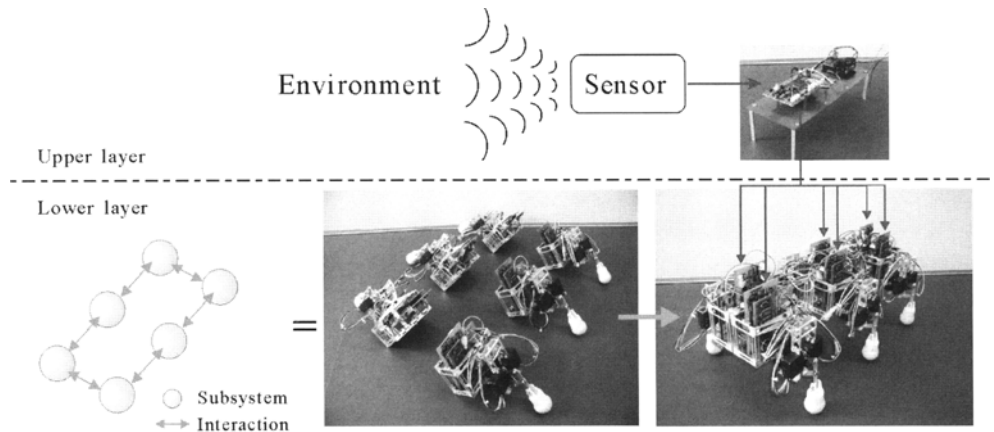 Environment
Sensor
Upper layer
Lower layer
=
Subsystem
Interaction